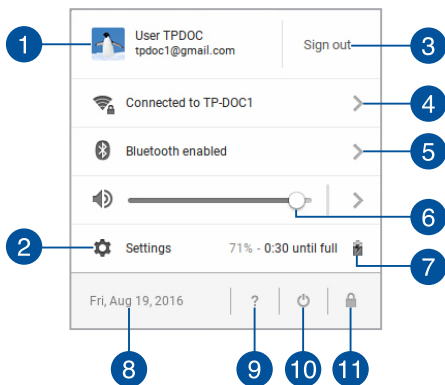 User TPDOC
tpdoc1@gmail.com
Sign out
1
3
Connected to TP-DOC1
4
Bluetooth enabled
5
6
2
Settings
71% - 0:30 until full
7
Fri, Aug 19, 2016
?
8
9
10
11